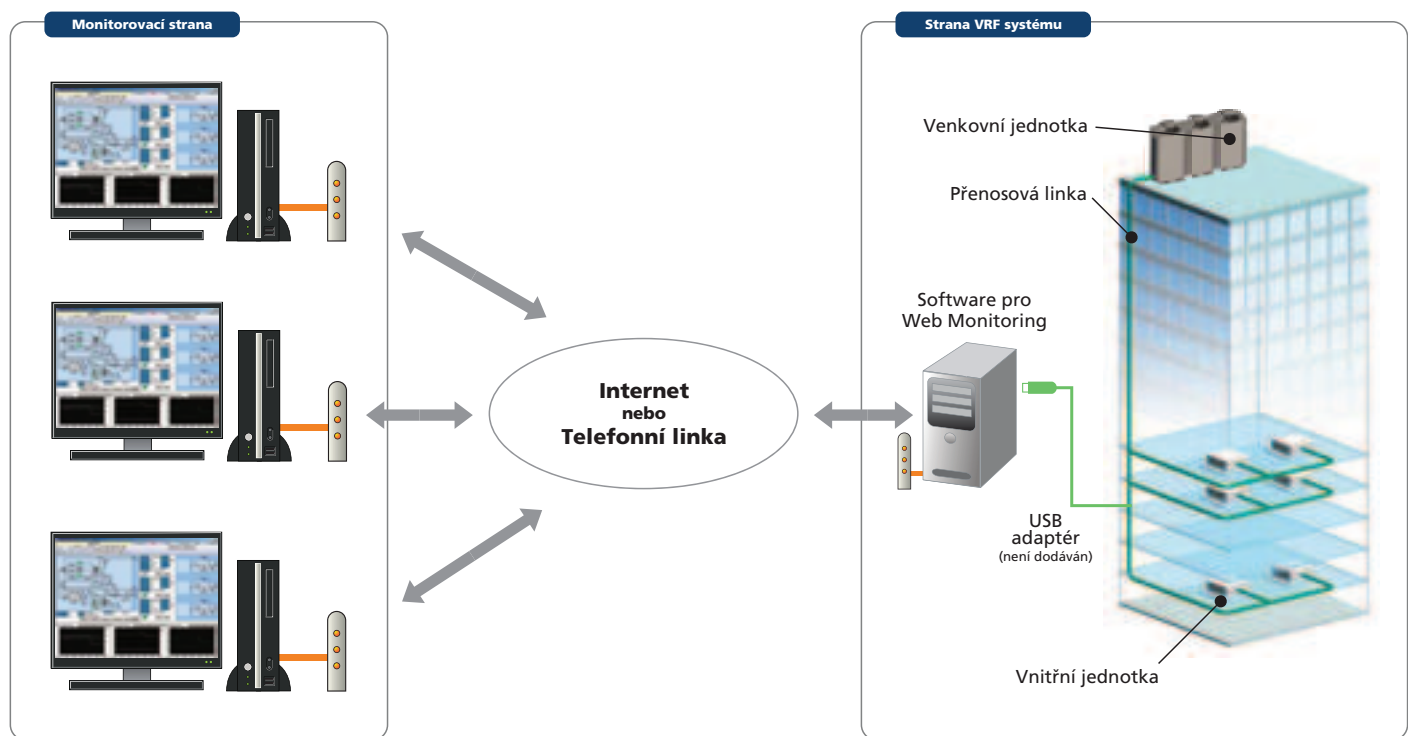 Monitorovací strana
Strana VRF systému
Venkovní jednotka
Přenosová linka
Software pro
Web Monitoring
Internet
nebo
Telefonní linka
USB
adaptér
(není dodáván)
Vnitřní jednotka